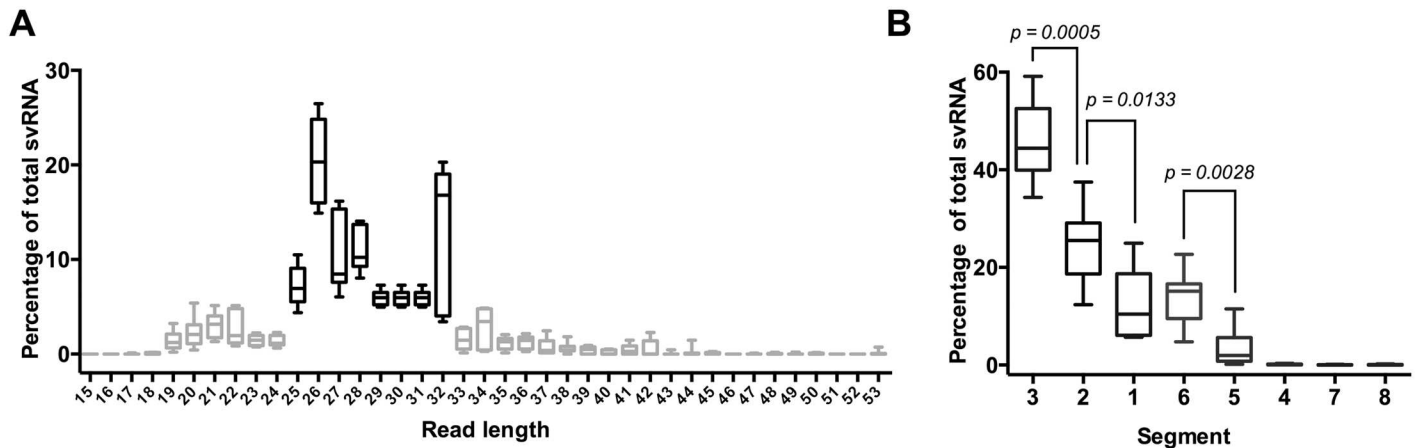 A
Percentage of total svRNA
30
20
10
0
15 16 17 18 19 20 21 22 23 24 25 26 27 28 29 30 31 32 33 34 35 36 37 38 39 40 41 42 43 44 45 46 47 48 49 50 51 52 53
Read length
B
Percentage of total svRNA
60
40
20
0
p = 0.0005
p = 0.0133
p = 0.0028
3 2 1 6 5 4 7 8
Segment